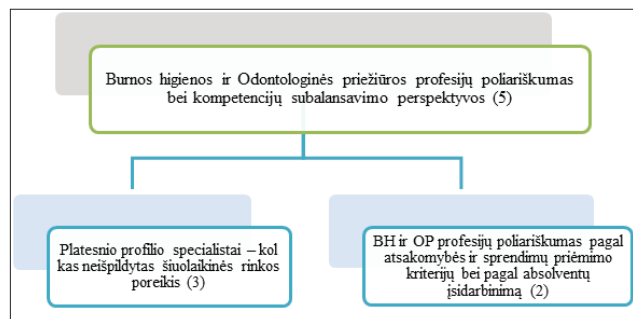 Burnos higienos ir Odontologinės priežiūros profesijų poliariškumas
bei kompetencijų subalansavimo perspektyvos (5)
Platesnio profilio specialistai – kol
kas neišpildytas šiuolaikinės rinkos
poreikis (3)
BH ir OP profesijų poliariškumas pagal
atsakomybės ir sprendimų priėmimo
kriterijų bei pagal absolventų
įsidarbinimą (2)